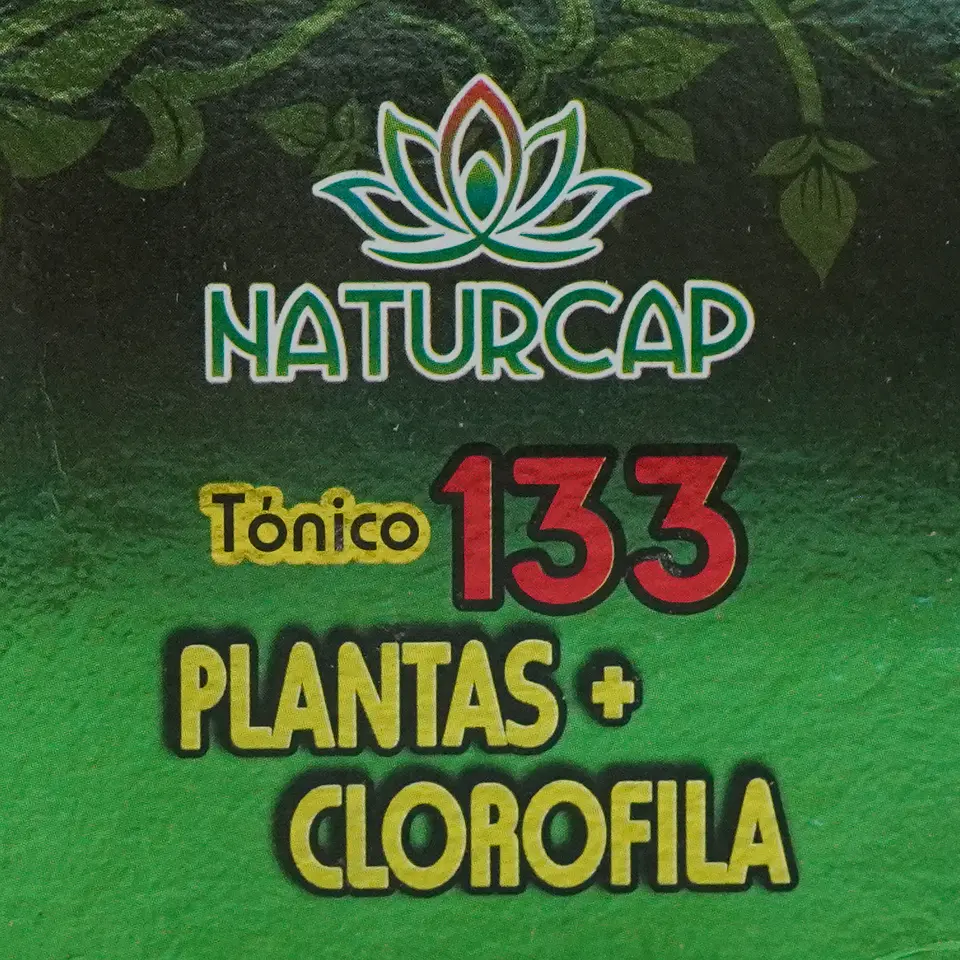 NATURCAP
Tónico 133
PLANTAS +
CLOROFILA